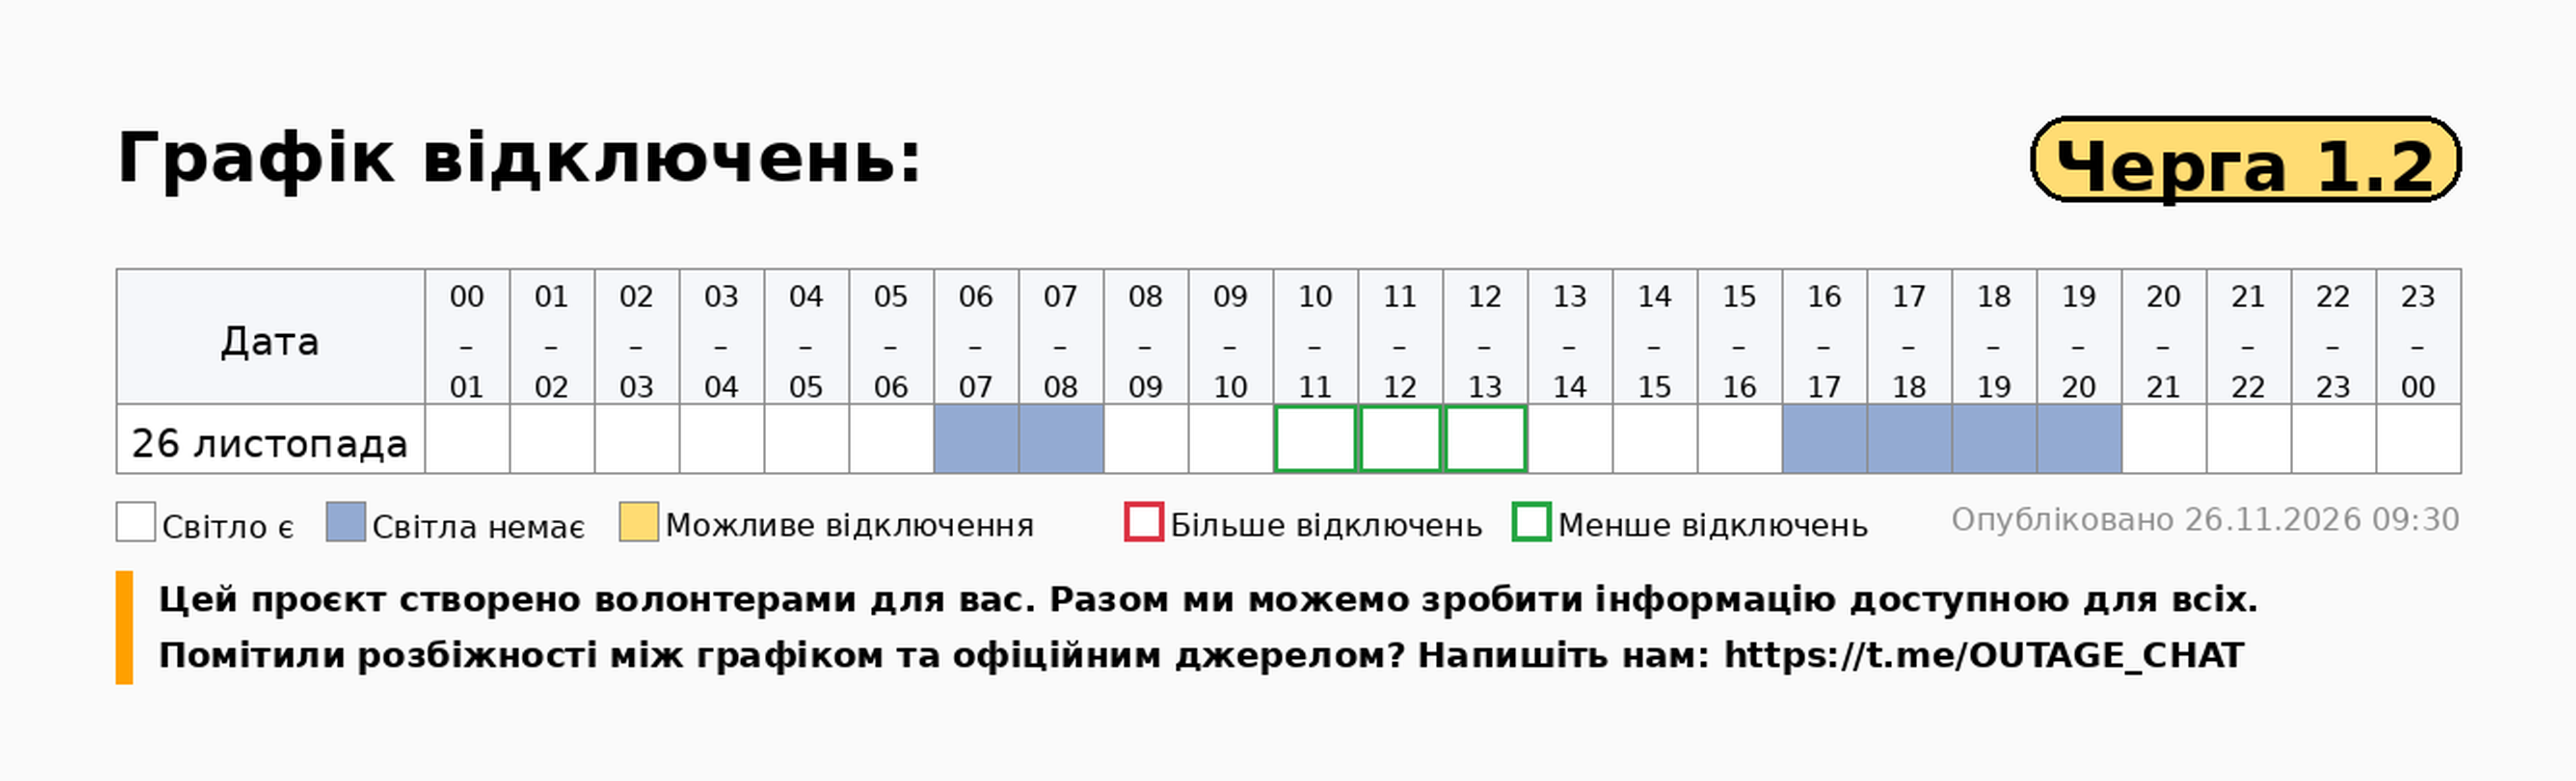 Графік відключень:
Черга 1.2
Дата
00 – 01
01 – 02
02 – 03
03 – 04
04 – 05
05 – 06
06 – 07
07 – 08
08 – 09
09 – 10
10 – 11
11 – 12
12 – 13
13 – 14
14 – 15
15 – 16
16 – 17
17 – 18
18 – 19
19 – 20
20 – 21
21 – 22
22 – 23
23 – 00
26 листопада
Світло є
Світла немає
Можливе відключення
Більше відключень
Менше відключень
Опубліковано 26.11.2026 09:30
Цей проєкт створено волонтерами для вас. Разом ми можемо зробити інформацію доступною для всіх.
Помітили розбіжності між графіком та офіційним джерелом? Напишіть нам: https://t.me/OUTAGE_CHAT